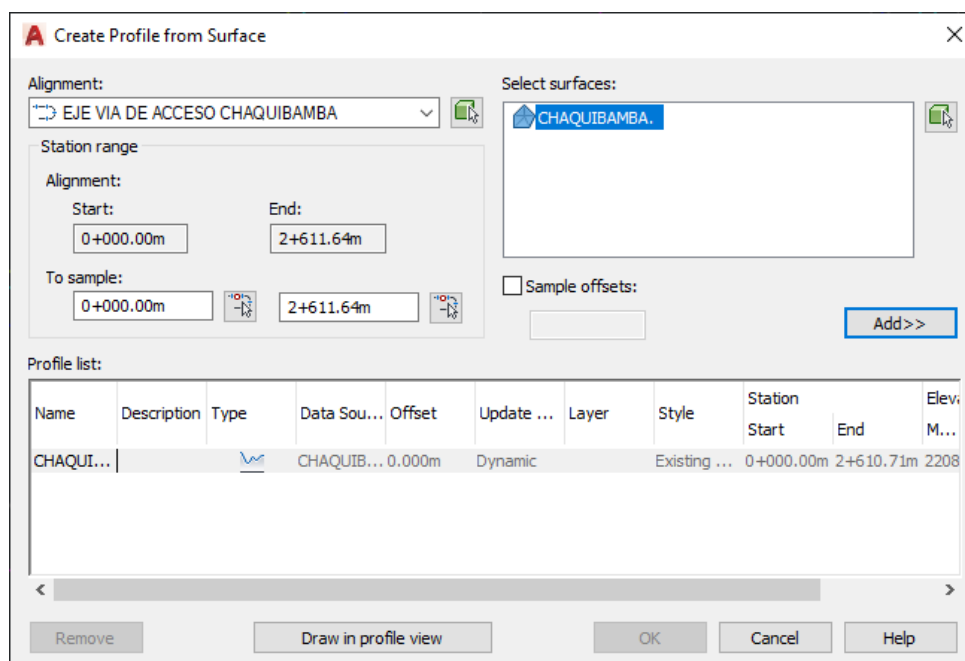 Create Profile from Surface
Alignment:
EJE VIA DE ACCESO CHAQUIBAMBA
Select surfaces:
CHAQUIBAMBA.
Station range
Alignment:
Start: End:
0+000.00m 2+611.64m
To sample:
0+000.00m 2+611.64m
Sample offsets:
Add>>
Profile list:
Name Description Type Data Sou... Offset Update ... Layer Style Station Start End Eleva M...
CHAQUI... CHAQUIB... 0.000m Dynamic Existing ... 0+000.00m 2+610.71m 2208
Remove Draw in profile view OK Cancel Help